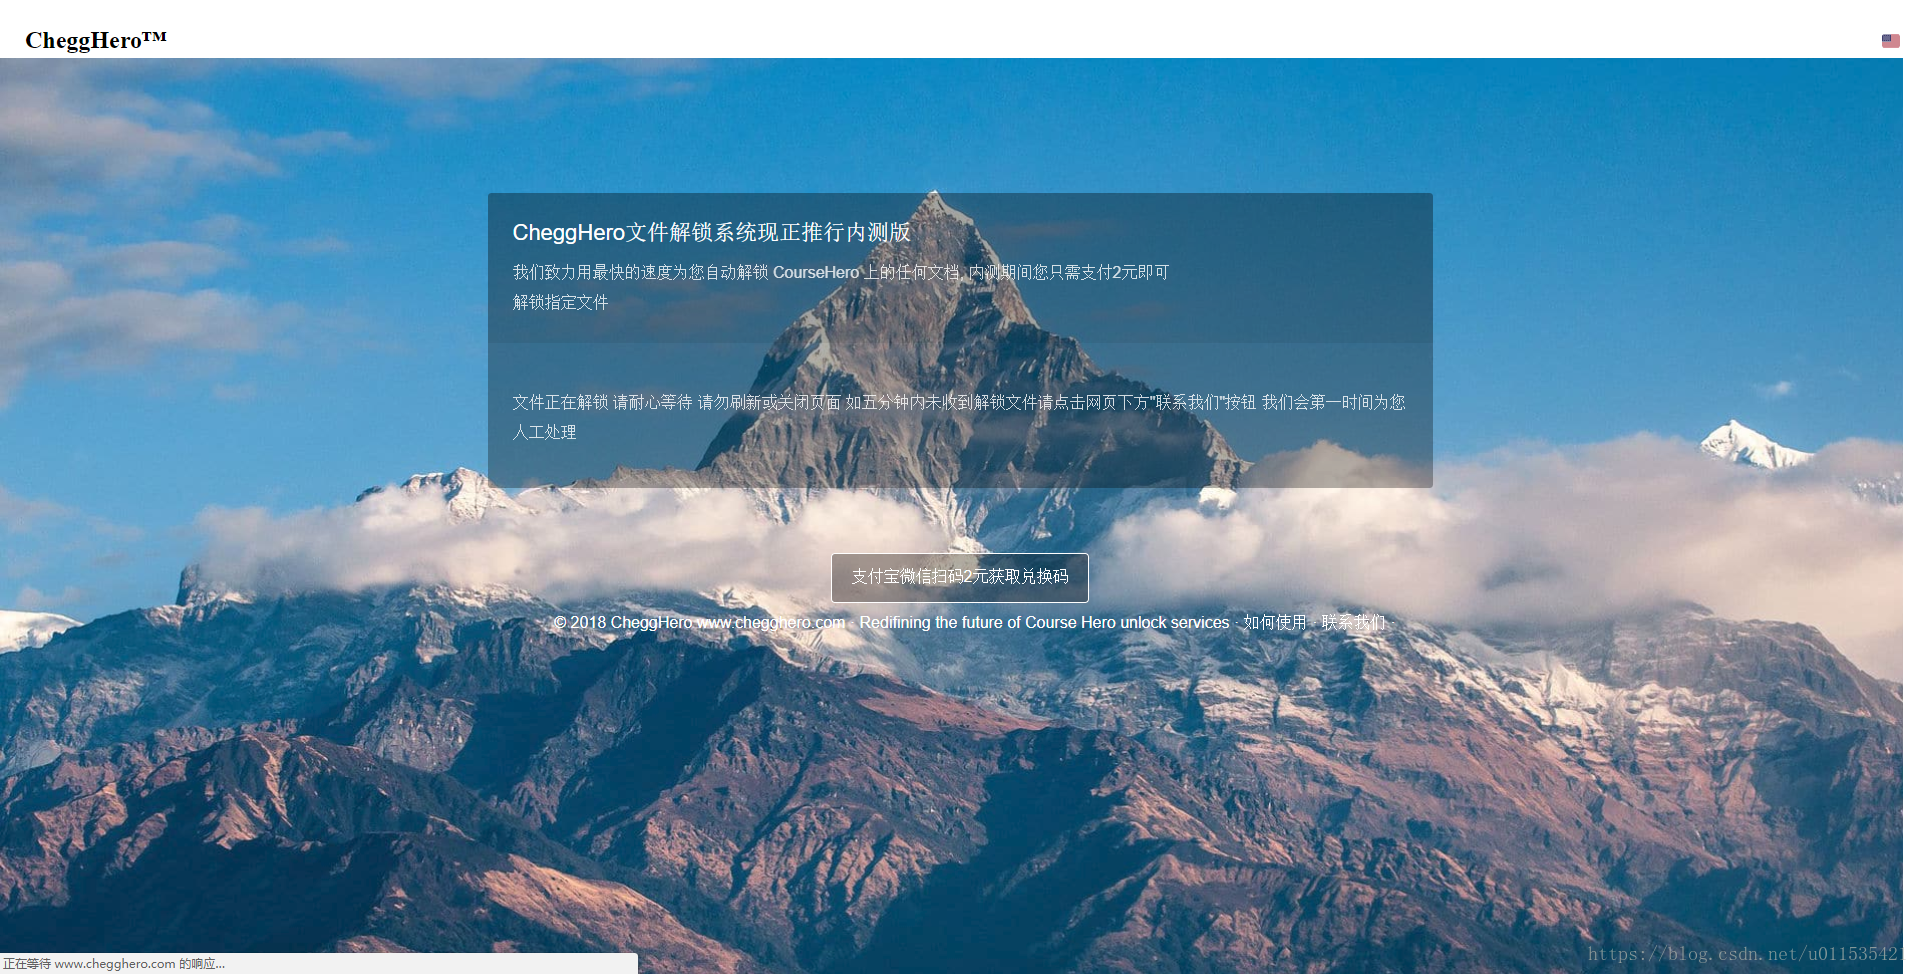 CheggHero™
CheggHero文件解锁系统现正推行内测版
我们致力用最快的速度为您自动解锁 CourseHero 上的任何文档, 内测期间您只需支付2元即可
解锁指定文件
文件正在解锁 请耐心等待 请勿刷新或关闭页面 如五分钟内未收到解锁文件请点击网页下方"联系我们"按钮 我们会第一时间为您
人工处理
支付宝微信扫码2元获取兑换码
© 2018 CheggHero www.chegghero.com · Redifining the future of Course Hero unlock services · 如何使用 · 联系我们 ·
正在等待 www.chegghero.com 的响应...
https://blog.csdn.net/u011535421